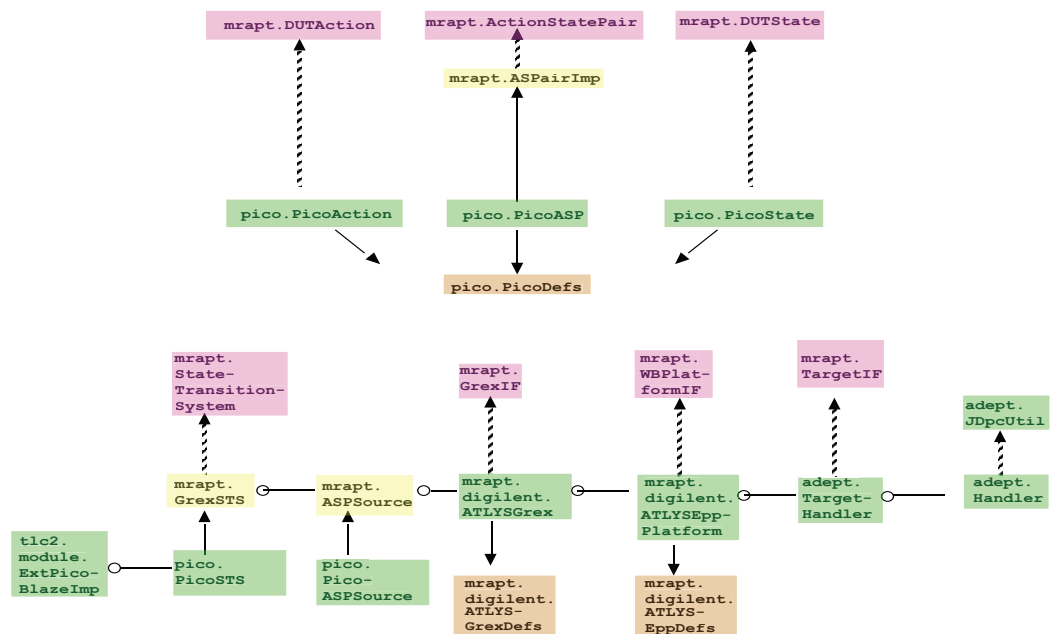 mrapt.DUTAction
mrapt.ActionStatePair
mrapt.DUTState
mrapt.ASPairImp
pico.PicoAction
pico.PicoASP
pico.PicoState
pico.PicoDefs
mrapt.
State-
Transition-
System
mrapt.
GrexIF
mrapt.
WBPlat-
formIF
mrapt.
TargetIF
adept.
JDpcUtil
mrapt.
GrexSTS
mrapt.
ASPSource
mrapt.
digilent.
ATLYSGrex
mrapt.
digilent.
ATLYSEpp-
Platform
adept.
Target-
Handler
adept.
Handler
tlc2.
module.
ExtPico-
BlazeImp
pico.
PicoSTS
pico.
Pico-
ASPSource
mrapt.
digilent.
ATLYS-
GrexDefs
mrapt.
digilent.
ATLYS-
EppDefs